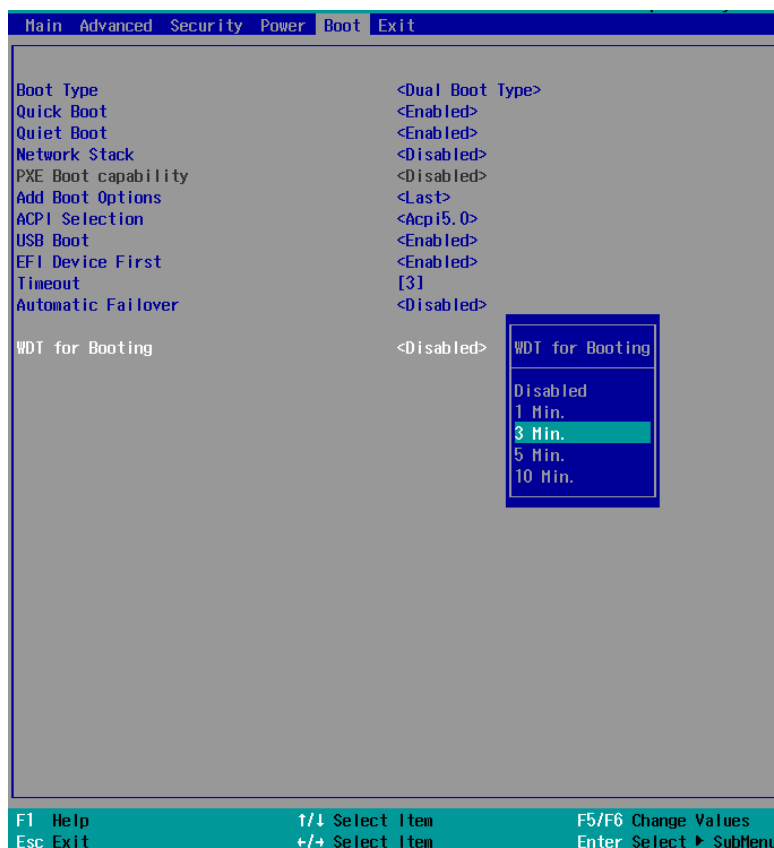 Main Advanced Security Power Boot Exit
Boot Type <Dual Boot Type>
Quick Boot <Enabled>
Quiet Boot <Enabled>
Network Stack <Disabled>
PXE Boot capability <Disabled>
Add Boot Options <Last>
ACPI Selection <Acpi5.0>
USB Boot <Enabled>
EFI Device First <Enabled>
Timeout [3]
Automatic Failover <Disabled>
WDT for Booting <Disabled>
WDT for Booting
Disabled
1 Min.
3 Min.
5 Min.
10 Min.
F1 Help ↑/↓ Select Item F5/F6 Change Values
Esc Exit ←/→ Select Item Enter Select ▶ SubMenu